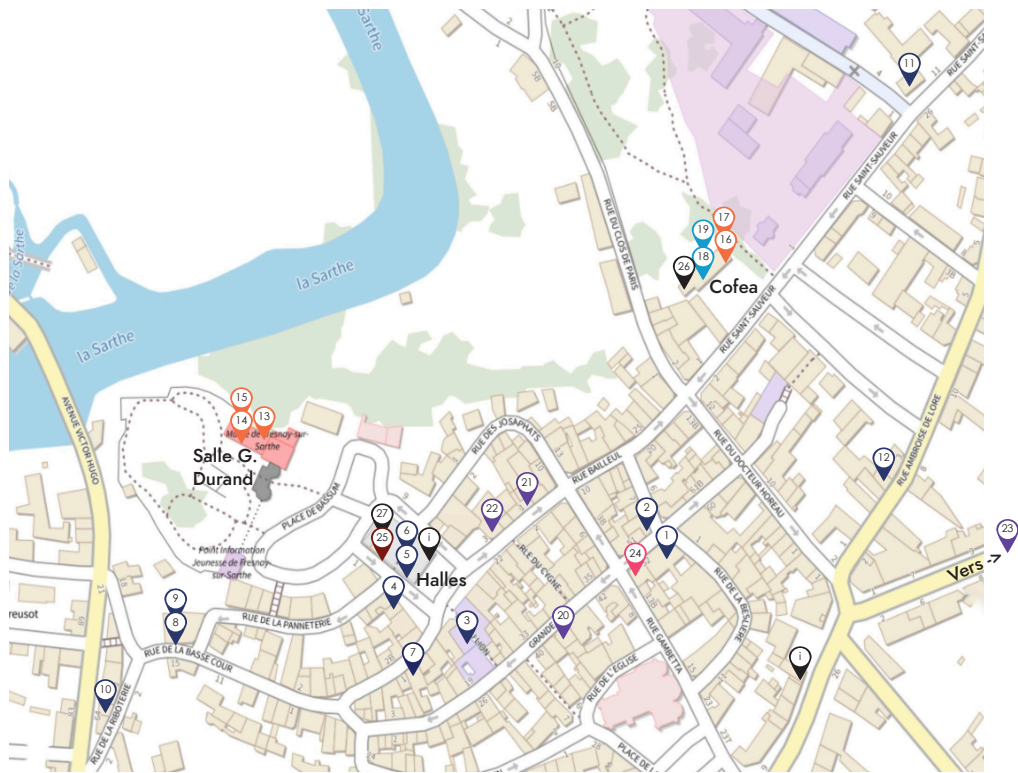 la Sarthe
11
RUE SAINT-SAUVEUR
RUE SAINT-SAUVEUR
17
19
16
18
26
Cofea
la Sarthe
RUE DU CLOS DE PARIS
RUE SAINT-SAUVEUR
la Sarthe
AVENUE VICTOR HUGO
15
14
13
Salle G.
Durand
RUE DES JOSAPHATS
RUE BAILLEUL
RUE DU DOCTEUR HOREAU
RUE AMBROISE DE LORE
12
PLACE DE BASSUM
21
22
27
25
6
5
i
Halles
4
2
1
24
23
Vers ->
Point Information
Jeunesse de Fresnay-
sur-Sarthe
RUE DU CYGNE
RUE DE LA BESLIÈRE
9
8
RUE DE LA PANNETERIE
3
7
20
GRANDE
RUE GAMBETTA
RUE DE LA BASSE COUR
RUE DE L'ÉGLISE
i
10
RUE DE LA RIBOTERIE